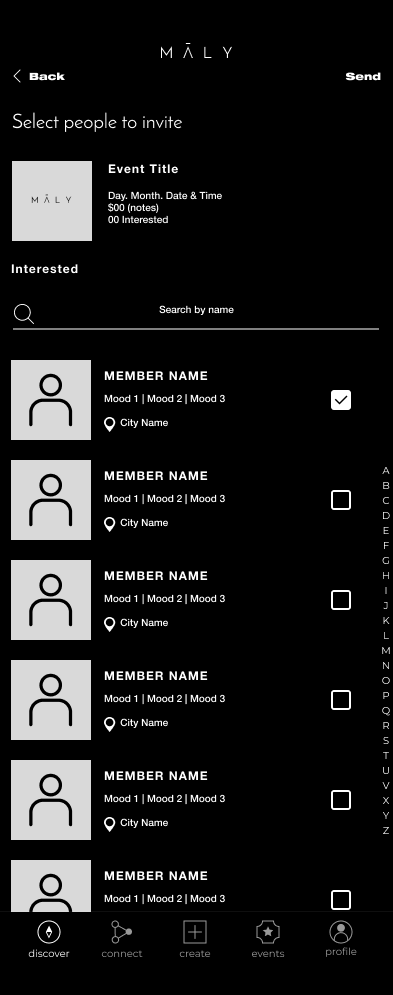 MĀLY
Back
Send
Select people to invite
MĀLY
Event Title
Day. Month. Date & Time
$00 (notes)
00 Interested
Interested
Search by name
MEMBER NAME
Mood 1 | Mood 2 | Mood 3
City Name
MEMBER NAME
Mood 1 | Mood 2 | Mood 3
City Name
MEMBER NAME
Mood 1 | Mood 2 | Mood 3
City Name
MEMBER NAME
Mood 1 | Mood 2 | Mood 3
City Name
MEMBER NAME
Mood 1 | Mood 2 | Mood 3
City Name
MEMBER NAME
Mood 1 | Mood 2 | Mood 3
A
B
C
D
E
F
G
H
I
J
K
L
M
N
O
P
Q
R
S
T
U
V
X
Y
Z
discover
connect
create
events
profile